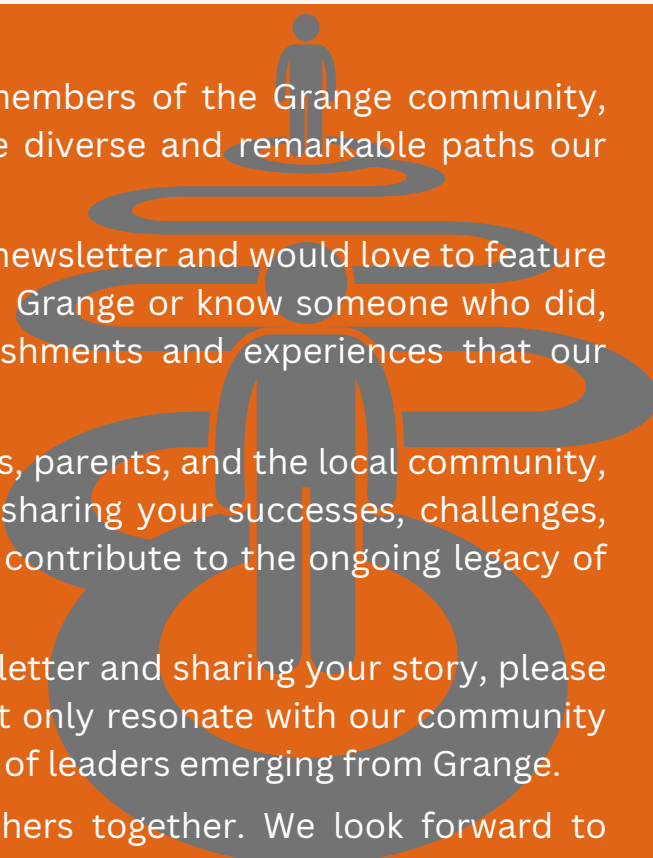 members of the Grange community,
diverse and remarkable paths our
newsletter and would love to feature
Grange or know someone who did,
shments and experiences that our
s, parents, and the local community,
sharing your successes, challenges,
contribute to the ongoing legacy of
letter and sharing your story, please
t only resonate with our community
of leaders emerging from Grange.
hers together. We look forward to